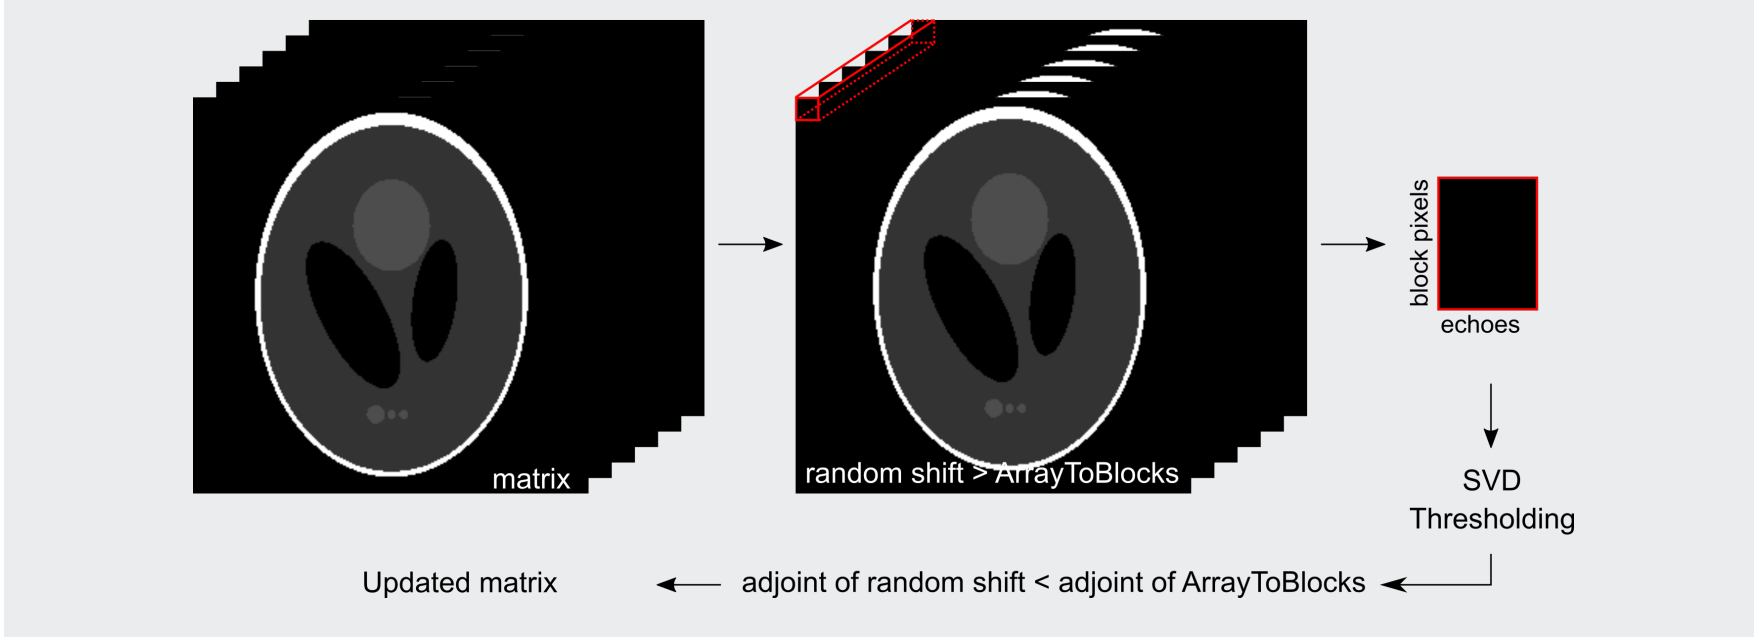 matrix
random shift > ArrayToBlocks
block pixels
echoes
SVD
Thresholding
adjoint of random shift < adjoint of ArrayToBlocks
Updated matrix